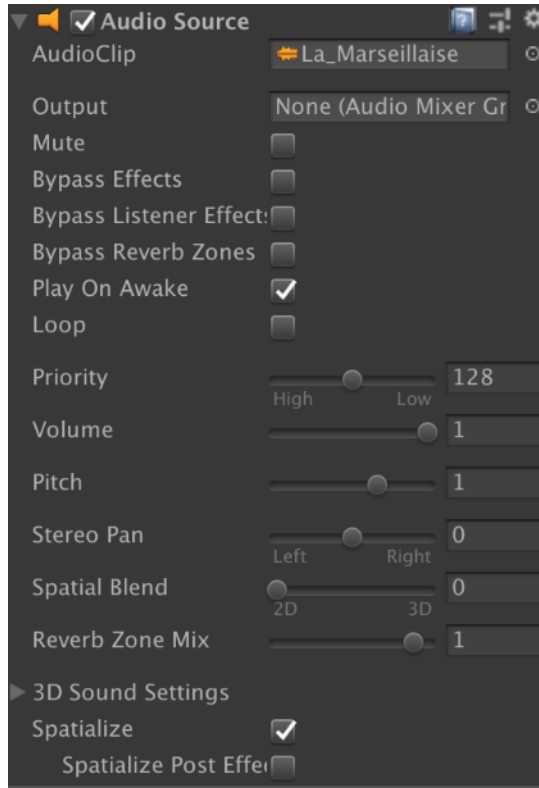 Audio Source
AudioClip La_Marseillaise
Output None (Audio Mixer Gr
Mute
Bypass Effects
Bypass Listener Effect
Bypass Reverb Zones
Play On Awake
Loop
Priority 128
High Low
Volume 1
Pitch 1
Stereo Pan 0
Left Right
Spatial Blend 0
2D 3D
Reverb Zone Mix 1
3D Sound Settings
Spatialize
Spatialize Post Effe